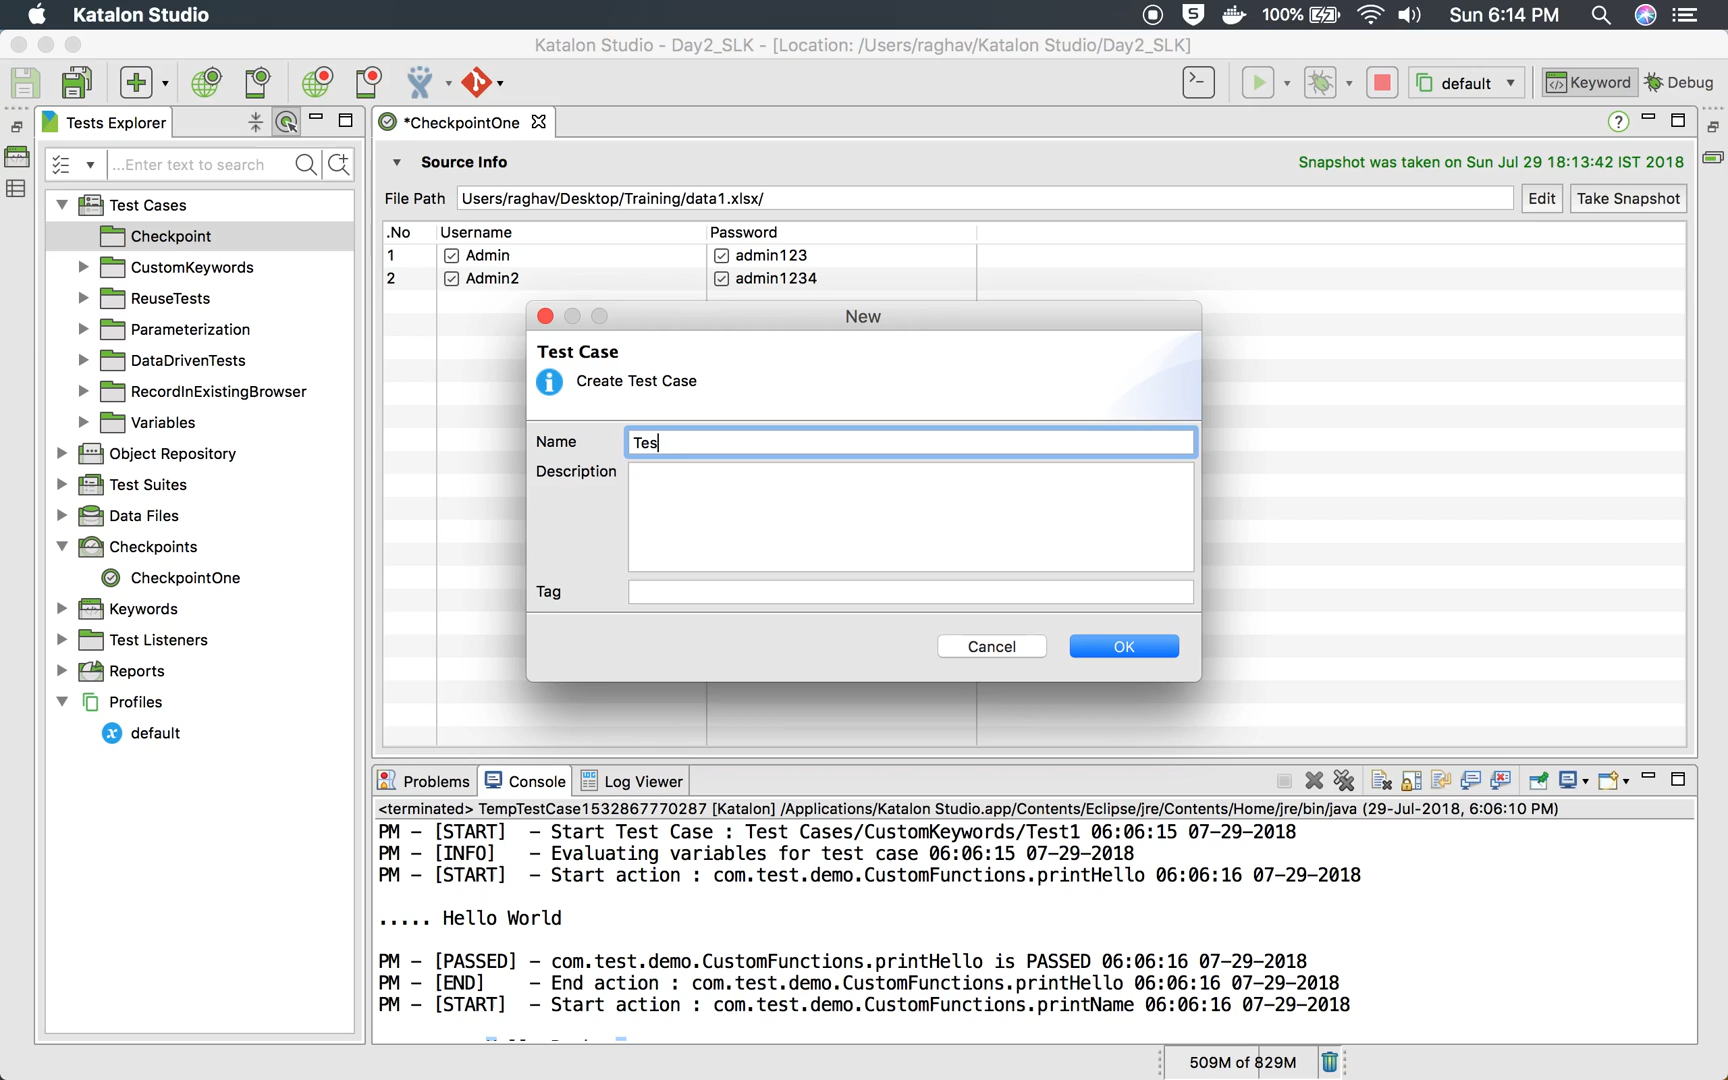 Katalon Studio
100%
Sun 6:14 PM
Katalon Studio - Day2_SLK - [Location: /Users/raghav/Katalon Studio/Day2_SLK]
default
Keyword
Debug
Tests Explorer
*CheckpointOne
...Enter text to search
Source Info
Snapshot was taken on Sun Jul 29 18:13:42 IST 2018
File Path
Users/raghav/Desktop/Training/data1.xlsx/
Edit
Take Snapshot
.No Username Password
1 Admin admin123
2 Admin2 admin1234
Test Cases
Checkpoint
CustomKeywords
ReuseTests
Parameterization
DataDrivenTests
RecordInExistingBrowser
Variables
Object Repository
Test Suites
Data Files
Checkpoints
CheckpointOne
Keywords
Test Listeners
Reports
Profiles
default
New
Test Case
Create Test Case
Name Tes
Description
Tag
Cancel
OK
Problems
Console
Log Viewer
<terminated> TempTestCase1532867770287 [Katalon] /Applications/Katalon Studio.app/Contents/Eclipse/jre/Contents/Home/jre/bin/java (29-Jul-2018, 6:06:10 PM)
PM - [START] - Start Test Case : Test Cases/CustomKeywords/Test1 06:06:15 07-29-2018
PM - [INFO] - Evaluating variables for test case 06:06:15 07-29-2018
PM - [START] - Start action : com.test.demo.CustomFunctions.printHello 06:06:16 07-29-2018
..... Hello World
PM - [PASSED] - com.test.demo.CustomFunctions.printHello is PASSED 06:06:16 07-29-2018
PM - [END] - End action : com.test.demo.CustomFunctions.printHello 06:06:16 07-29-2018
PM - [START] - Start action : com.test.demo.CustomFunctions.printName 06:06:16 07-29-2018
509M of 829M